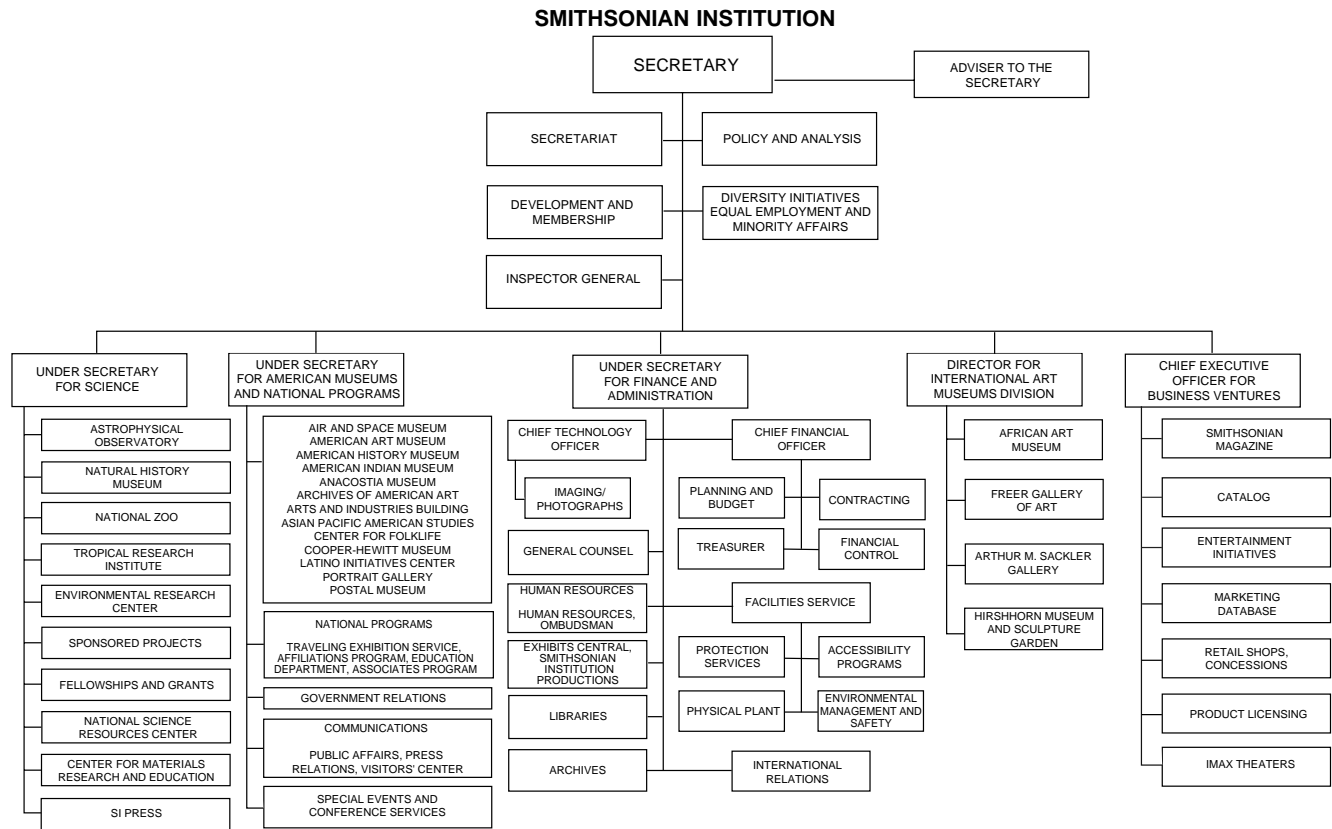 SMITHSONIAN INSTITUTION
SECRETARY
ADVISER TO THE
SECRETARY
SECRETARIAT
POLICY AND ANALYSIS
DEVELOPMENT AND
MEMBERSHIP
DIVERSITY INITIATIVES
EQUAL EMPLOYMENT AND
MINORITY AFFAIRS
INSPECTOR GENERAL
UNDER SECRETARY
FOR SCIENCE
ASTROPHYSICAL
OBSERVATORY
NATURAL HISTORY
MUSEUM
NATIONAL ZOO
TROPICAL RESEARCH
INSTITUTE
ENVIRONMENTAL RESEARCH
CENTER
SPONSORED PROJECTS
FELLOWSHIPS AND GRANTS
NATIONAL SCIENCE
RESOURCES CENTER
CENTER FOR MATERIALS
RESEARCH AND EDUCATION
SI PRESS
UNDER SECRETARY
FOR AMERICAN MUSEUMS
AND NATIONAL PROGRAMS
AIR AND SPACE MUSEUM
AMERICAN ART MUSEUM
AMERICAN HISTORY MUSEUM
AMERICAN INDIAN MUSEUM
ANACOSTIA MUSEUM
ARCHIVES OF AMERICAN ART
ARTS AND INDUSTRIES BUILDING
ASIAN PACIFIC AMERICAN STUDIES
CENTER FOR FOLKLIFE
COOPER-HEWITT MUSEUM
LATINO INITIATIVES CENTER
PORTRAIT GALLERY
POSTAL MUSEUM
NATIONAL PROGRAMS
TRAVELING EXHIBITION SERVICE,
AFFILIATIONS PROGRAM, EDUCATION
DEPARTMENT, ASSOCIATES PROGRAM
GOVERNMENT RELATIONS
COMMUNICATIONS
PUBLIC AFFAIRS, PRESS
RELATIONS, VISITORS' CENTER
SPECIAL EVENTS AND
CONFERENCE SERVICES
UNDER SECRETARY
FOR FINANCE AND
ADMINISTRATION
CHIEF TECHNOLOGY
OFFICER
CHIEF FINANCIAL
OFFICER
IMAGING/
PHOTOGRAPHS
PLANNING AND
BUDGET
CONTRACTING
GENERAL COUNSEL
TREASURER
FINANCIAL
CONTROL
HUMAN RESOURCES
HUMAN RESOURCES,
OMBUDSMAN
FACILITIES SERVICE
EXHIBITS CENTRAL,
SMITHSONIAN
INSTITUTION
PRODUCTIONS
PROTECTION
SERVICES
ACCESSIBILITY
PROGRAMS
LIBRARIES
PHYSICAL PLANT
ENVIRONMENTAL
MANAGEMENT AND
SAFETY
ARCHIVES
INTERNATIONAL
RELATIONS
DIRECTOR FOR
INTERNATIONAL ART
MUSEUMS DIVISION
AFRICAN ART
MUSEUM
FREER GALLERY
OF ART
ARTHUR M. SACKLER
GALLERY
HIRSHHORN MUSEUM
AND SCULPTURE
GARDEN
CHIEF EXECUTIVE
OFFICER FOR
BUSINESS VENTURES
SMITHSONIAN
MAGAZINE
CATALOG
ENTERTAINMENT
INITIATIVES
MARKETING
DATABASE
RETAIL SHOPS,
CONCESSIONS
PRODUCT LICENSING
IMAX THEATERS